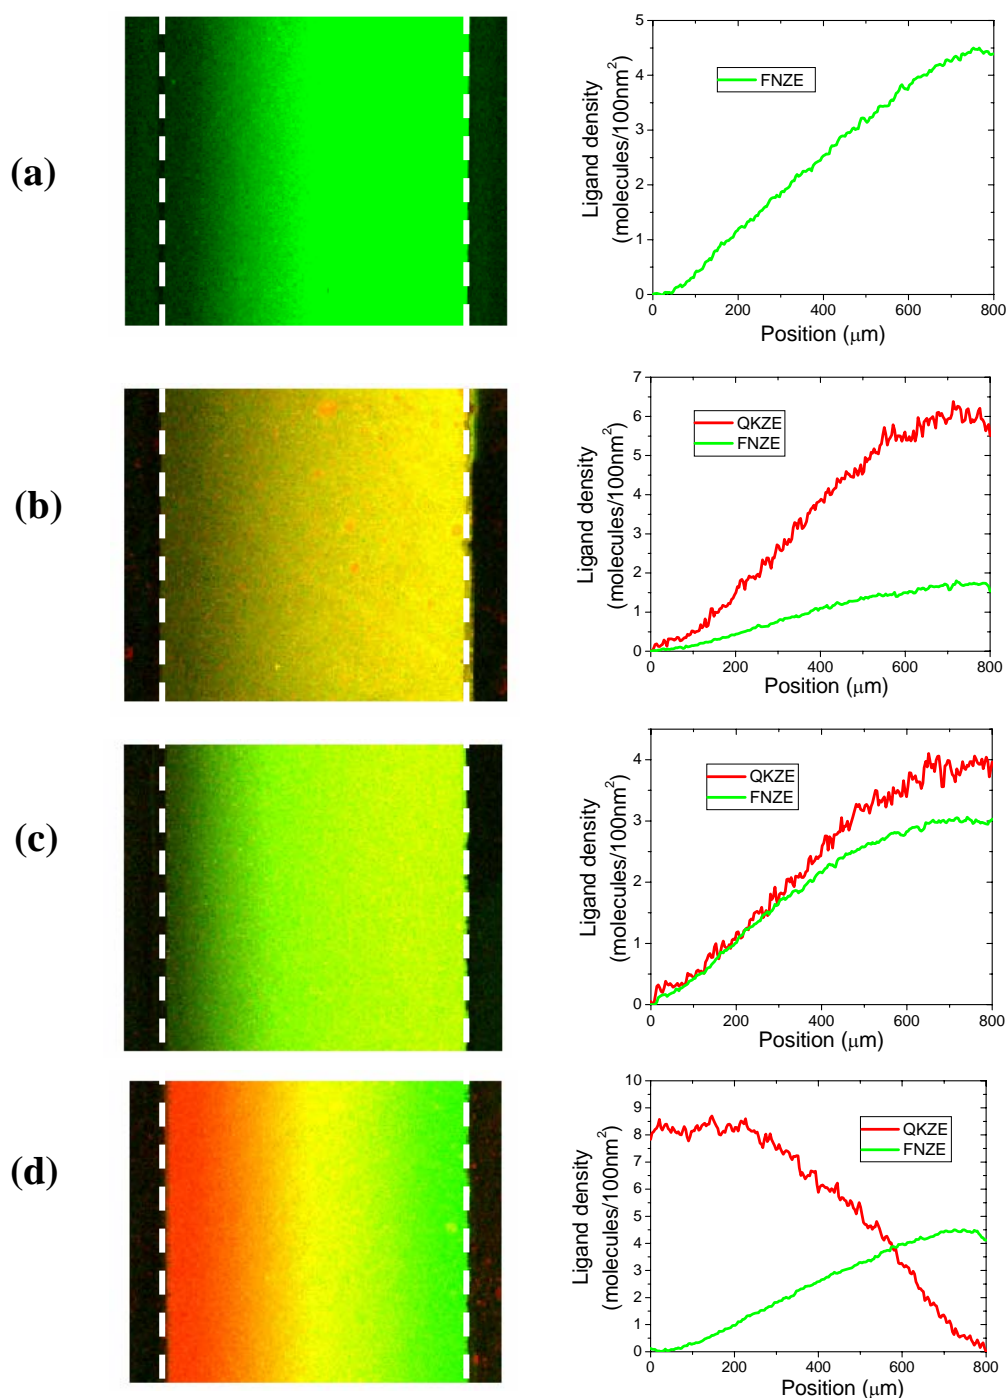 (a)
FNZE
Ligand density
(molecules/100nm²)
5
4
3
2
1
0
0 200 400 600 800
Position (μm)
(b)
QKZE
FNZE
Ligand density
(molecules/100nm²)
7
6
5
4
3
2
1
0
0 200 400 600 800
Position (μm)
(c)
QKZE
FNZE
Ligand density
(molecules/100nm²)
4
3
2
1
0
0 200 400 600 800
Position (μm)
(d)
QKZE
FNZE
Ligand density
(molecules/100nm²)
10
9
8
7
6
5
4
3
2
1
0
0 200 400 600 800
Position (μm)